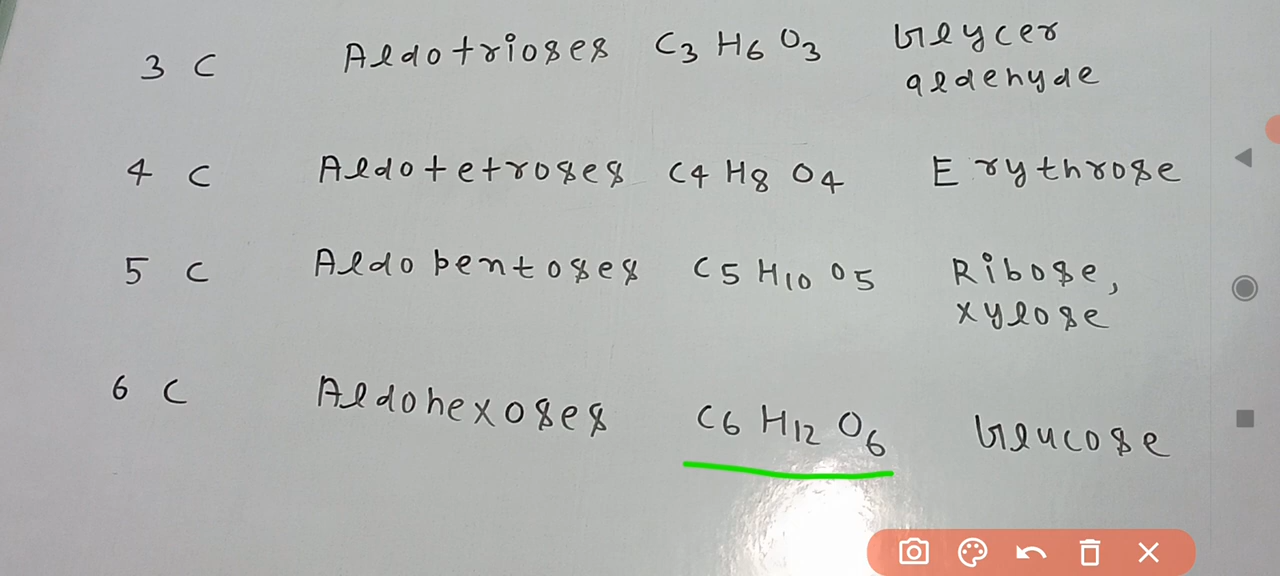 3 C Aldotrioses C3 H6 O3 Glycer
aldehyde
4 C Aldotetroses C4 H8 O4 Erythrose
5 C Aldopentoses C5 H10 O5 Ribose,
xylose
6 C Aldohexoses C6 H12 O6 Glucose